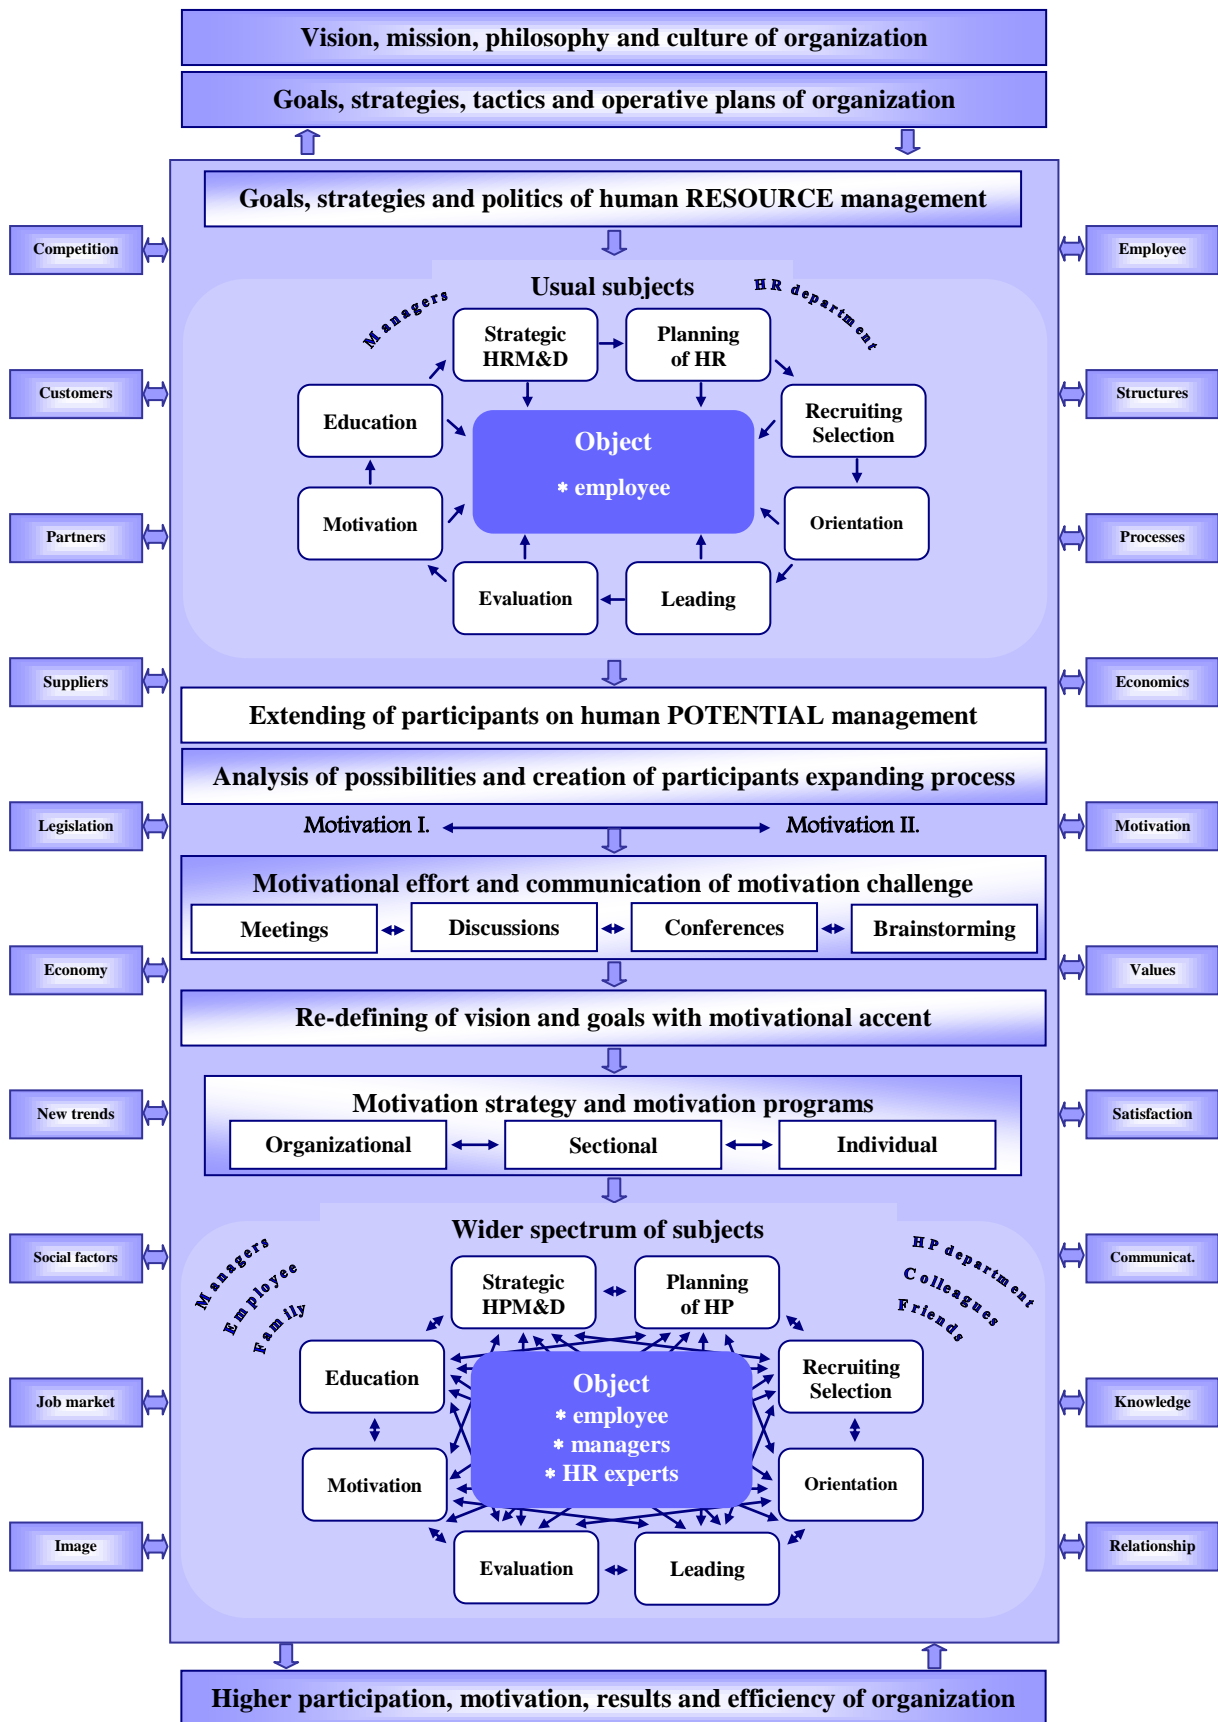 Vision, mission, philosophy and culture of organization
Goals, strategies, tactics and operative plans of organization
Goals, strategies and politics of human RESOURCE management
Competition
Customers
Partners
Suppliers
Legislation
Economy
New trends
Social factors
Job market
Image
Employee
Structures
Processes
Economics
Motivation
Values
Satisfaction
Communicat.
Knowledge
Relationship
Usual subjects
Managers
HR department
Strategic
HRM&D
Planning
of HR
Education
Recruiting
Selection
Object
* employee
Motivation
Orientation
Evaluation
Leading
Extending of participants on human POTENTIAL management
Analysis of possibilities and creation of participants expanding process
Motivation I.
Motivation II.
Motivational effort and communication of motivation challenge
Meetings
Discussions
Conferences
Brainstorming
Re-defining of vision and goals with motivational accent
Motivation strategy and motivation programs
Organizational
Sectional
Individual
Wider spectrum of subjects
Managers
Employee
Family
HP department
Colleagues
Friends
Strategic
HPM&D
Planning
of HP
Education
Recruiting
Selection
Object
* employee
* managers
* HR experts
Motivation
Orientation
Evaluation
Leading
Higher participation, motivation, results and efficiency of organization